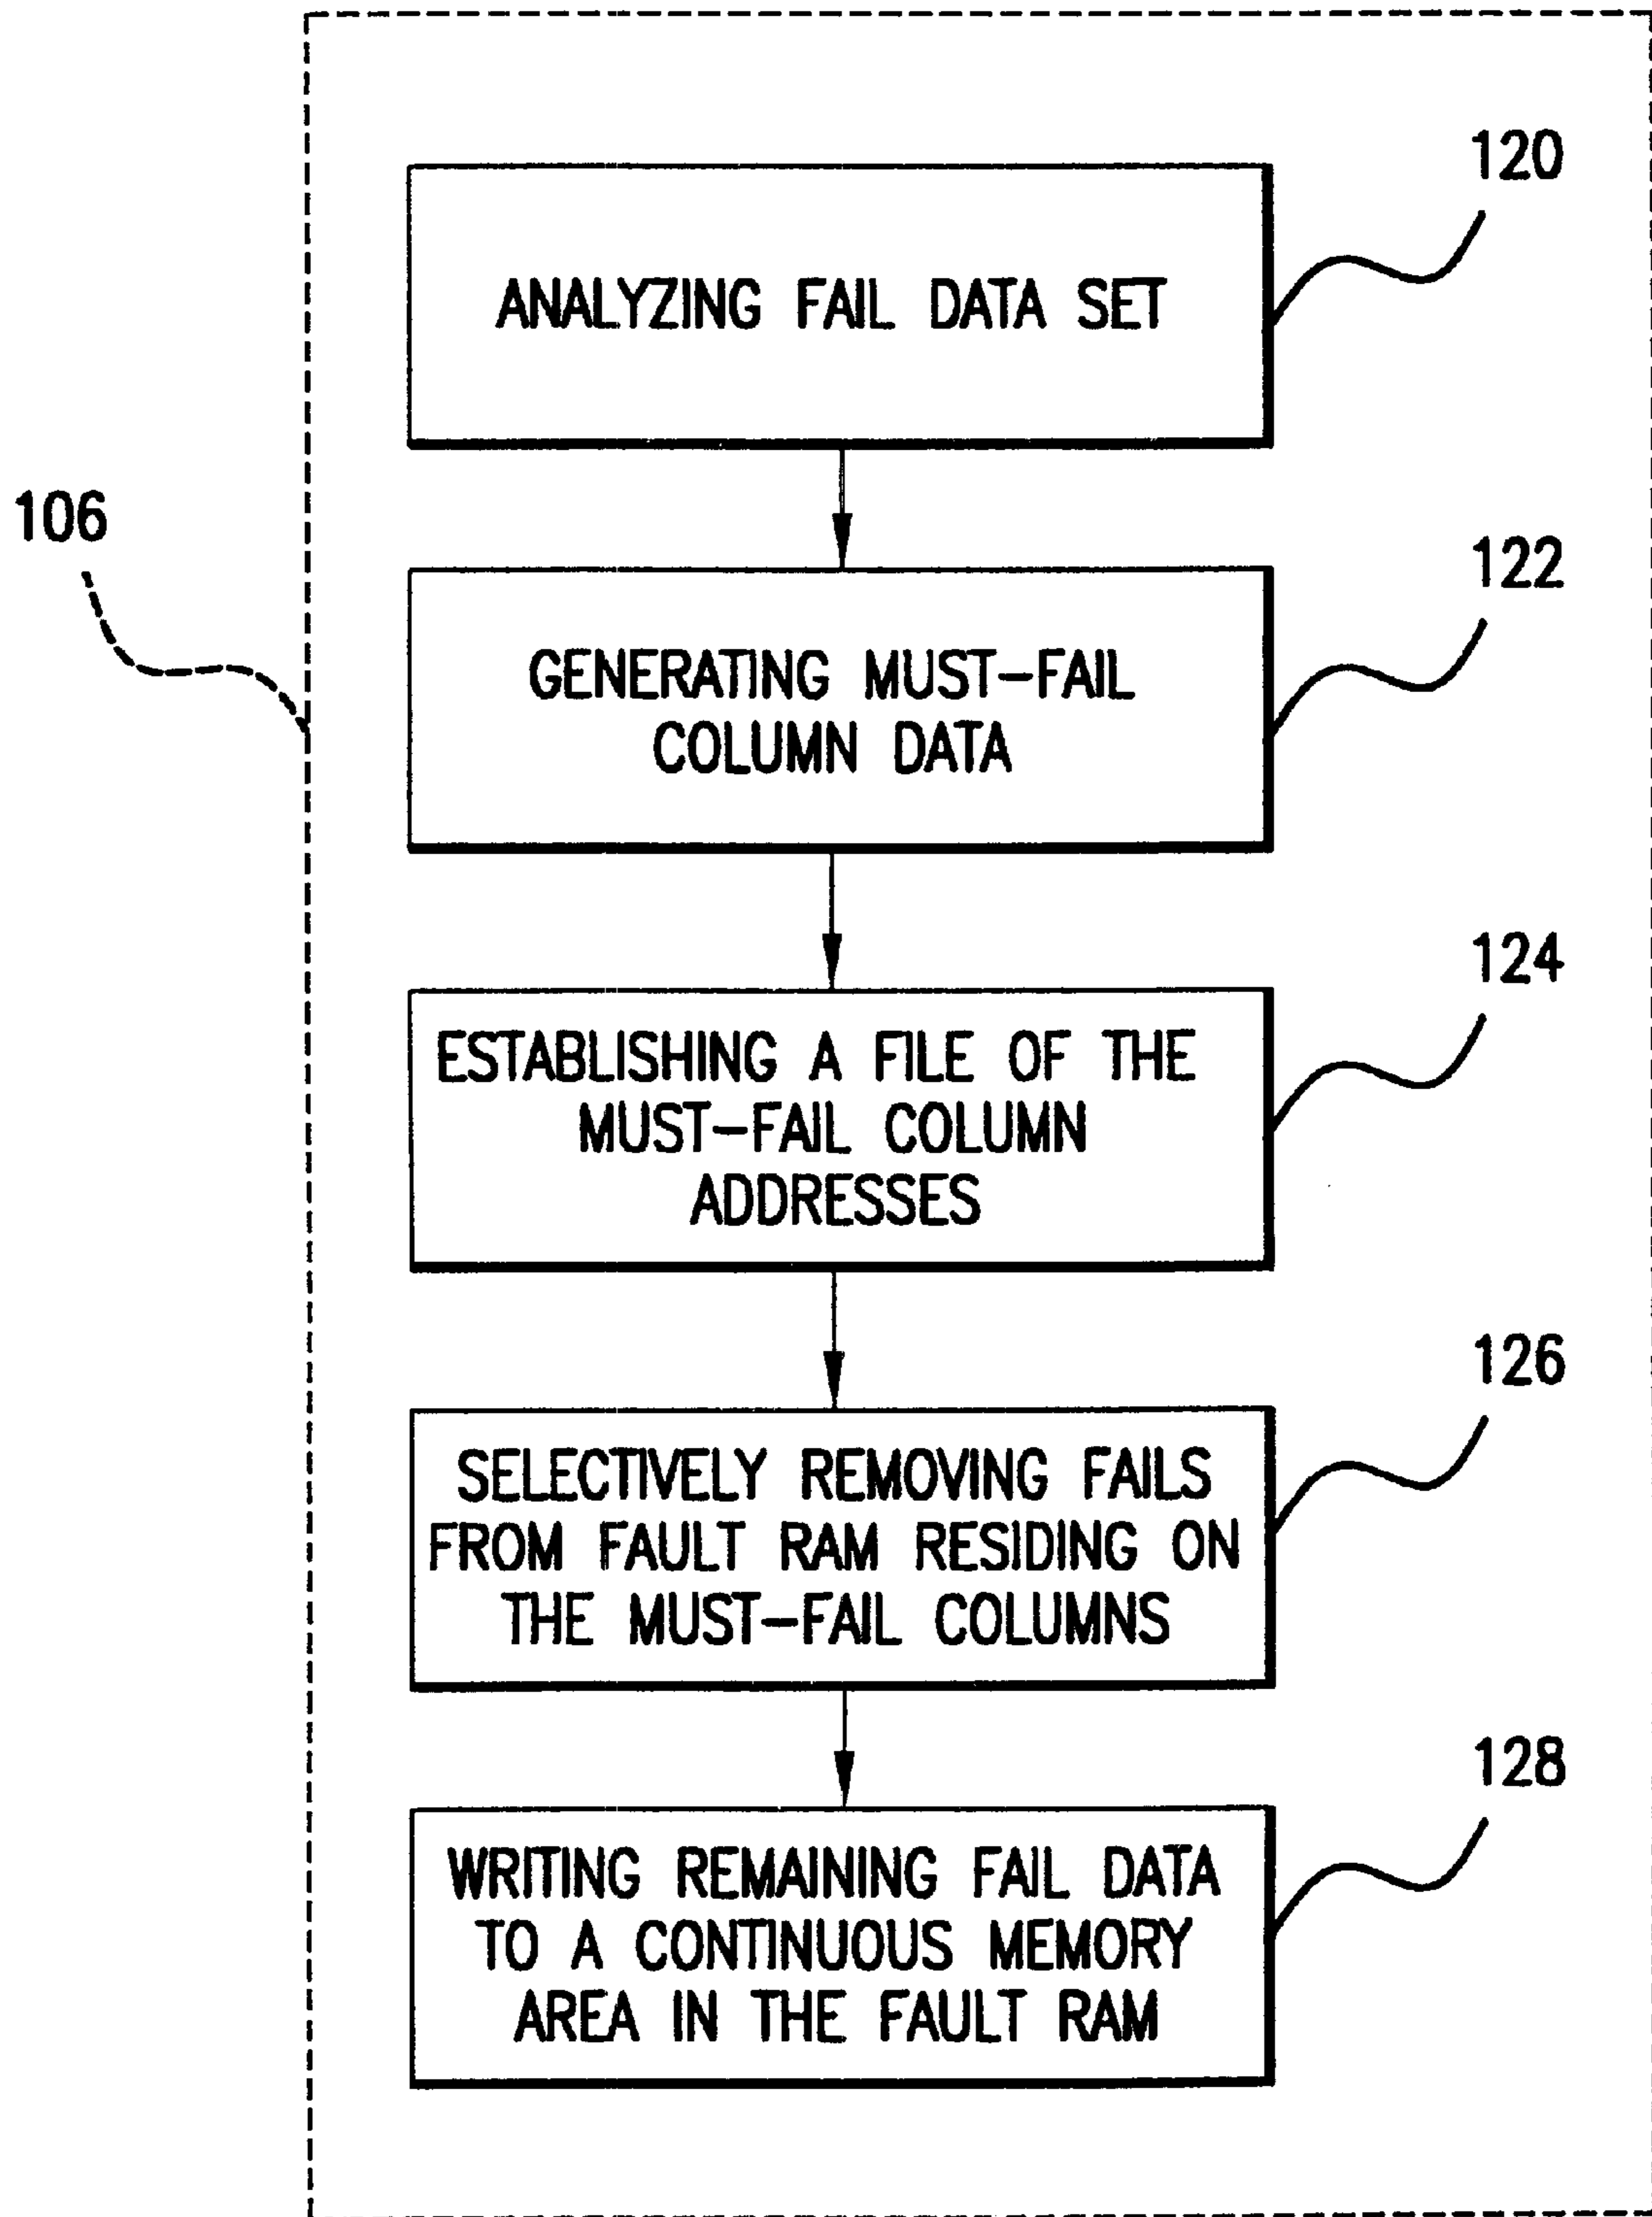 120
ANALYZING FAIL DATA SET
106
122
GENERATING MUST-FAIL
COLUMN DATA
124
ESTABLISHING A FILE OF THE
MUST-FAIL COLUMN
ADDRESSES
126
SELECTIVELY REMOVING FAILS
FROM FAULT RAM RESIDING ON
THE MUST-FAIL COLUMNS
128
WRITING REMAINING FAIL DATA
TO A CONTINUOUS MEMORY
AREA IN THE FAULT RAM